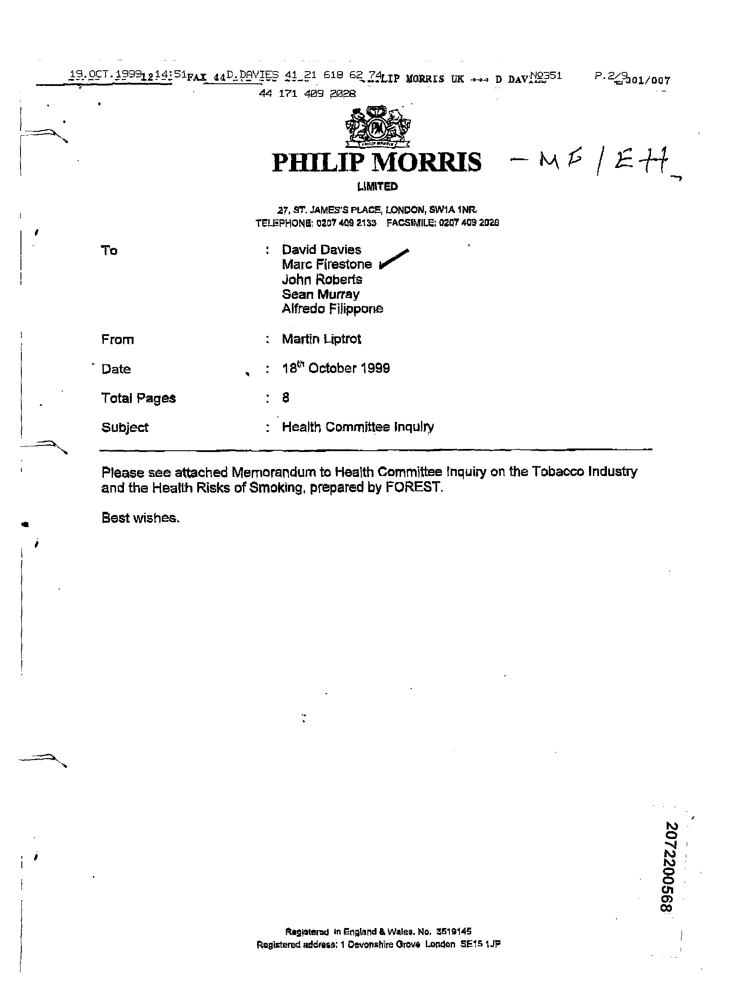 19.OCT.1999 12 14:51 FAX 44 D.DAVIES 41 21 618 62 74 LIP MORRIS UK →→→ D DAV №351 P.2/9 001/007
44 171 409 2028
PHILIP MORRIS - MF / EH
LIMITED
27, ST. JAMES'S PLACE, LONDON, SW1A 1NR.
TELEPHONE: 0207 409 2133 FACSIMILE: 0207 409 2028
To : David Davies
Marc Firestone ✓
John Roberts
Sean Murray
Alfredo Filippone
From : Martin Liptrot
Date : 18th October 1999
Total Pages : 8
Subject : Health Committee Inquiry
Please see attached Memorandum to Health Committee Inquiry on the Tobacco Industry
and the Health Risks of Smoking, prepared by FOREST.
Best wishes.
2072200568
Registered in England & Wales. No. 3519145
Registered address: 1 Devonshire Grove London SE15 1JP